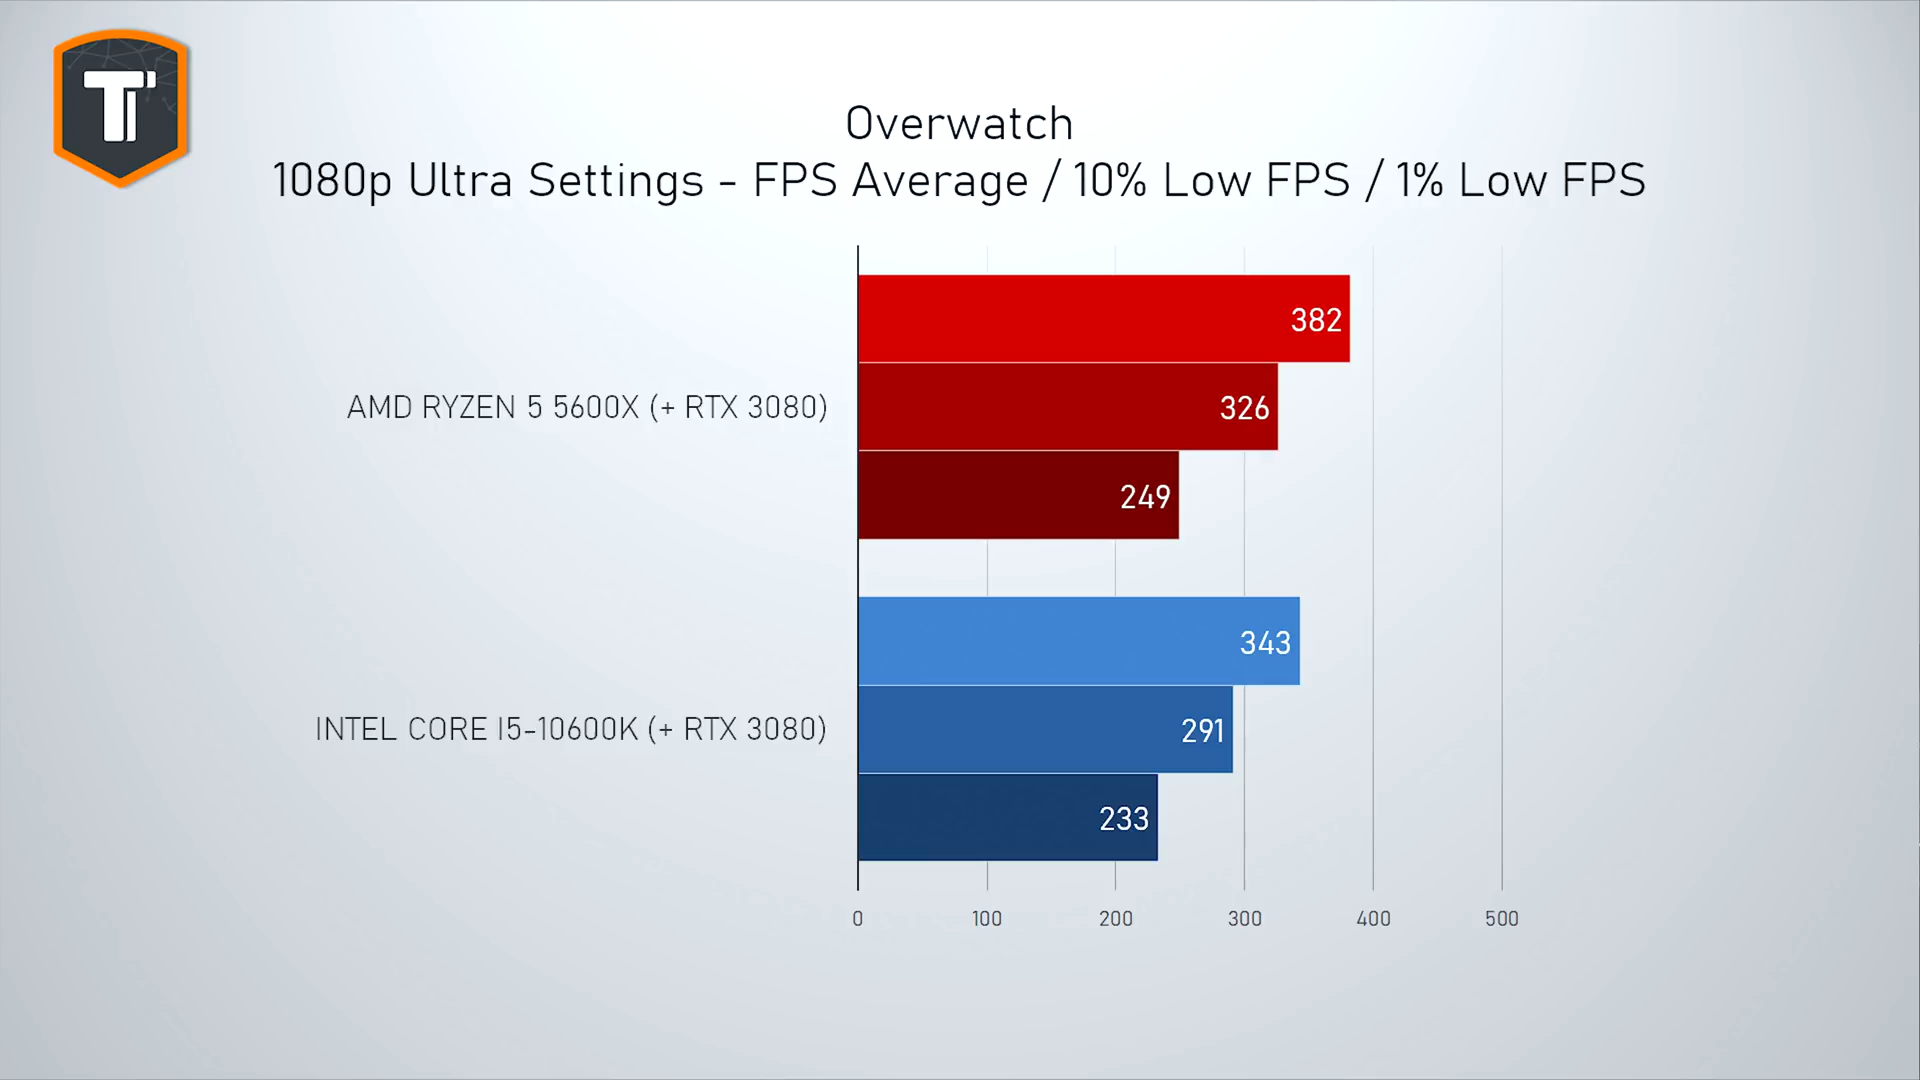 T
Overwatch
1080p Ultra Settings - FPS Average / 10% Low FPS / 1% Low FPS
382
AMD RYZEN 5 5600X (+ RTX 3080)
326
249
343
INTEL CORE I5-10600K (+ RTX 3080)
291
233
0 100 200 300 400 500